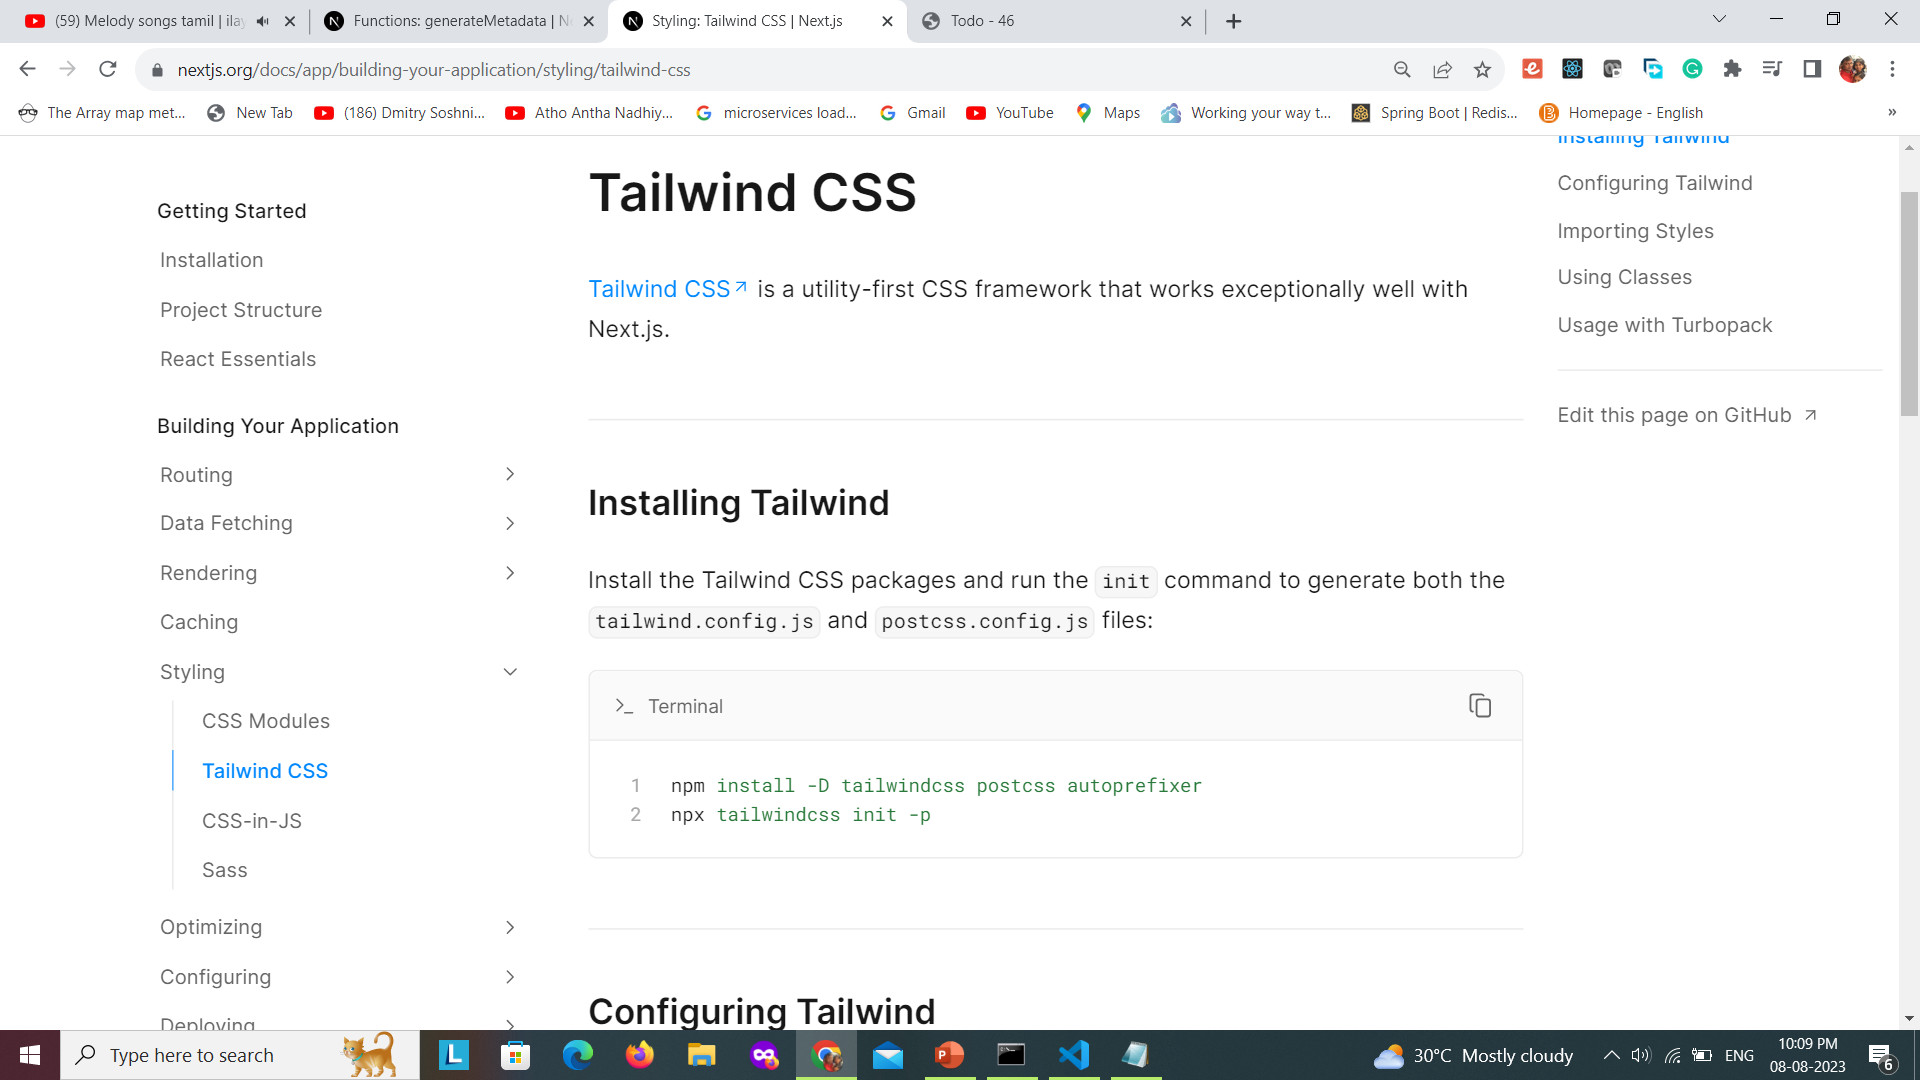 (59) Melody songs tamil | ilay
Functions: generateMetadata | Ne
Styling: Tailwind CSS | Next.js
Todo - 46
nextjs.org/docs/app/building-your-application/styling/tailwind-css
The Array map met...
New Tab
(186) Dmitry Soshni...
Atho Antha Nadhiy...
microservices load...
Gmail
YouTube
Maps
Working your way t...
Spring Boot | Redis...
Homepage - English
»
Getting Started
Installation
Project Structure
React Essentials
Building Your Application
Routing
Data Fetching
Rendering
Caching
Styling
CSS Modules
Tailwind CSS
CSS-in-JS
Sass
Optimizing
Configuring
Deploying
Tailwind CSS
Tailwind CSS↗ is a utility-first CSS framework that works exceptionally well with
Next.js.
Installing Tailwind
Install the Tailwind CSS packages and run the init command to generate both the
tailwind.config.js and postcss.config.js files:
Terminal
1 npm install -D tailwindcss postcss autoprefixer
2 npx tailwindcss init -p
Configuring Tailwind
Installing Tailwind
Configuring Tailwind
Importing Styles
Using Classes
Usage with Turbopack
Edit this page on GitHub ↗
Type here to search
30°C Mostly cloudy
ENG
10:09 PM
08-08-2023
6